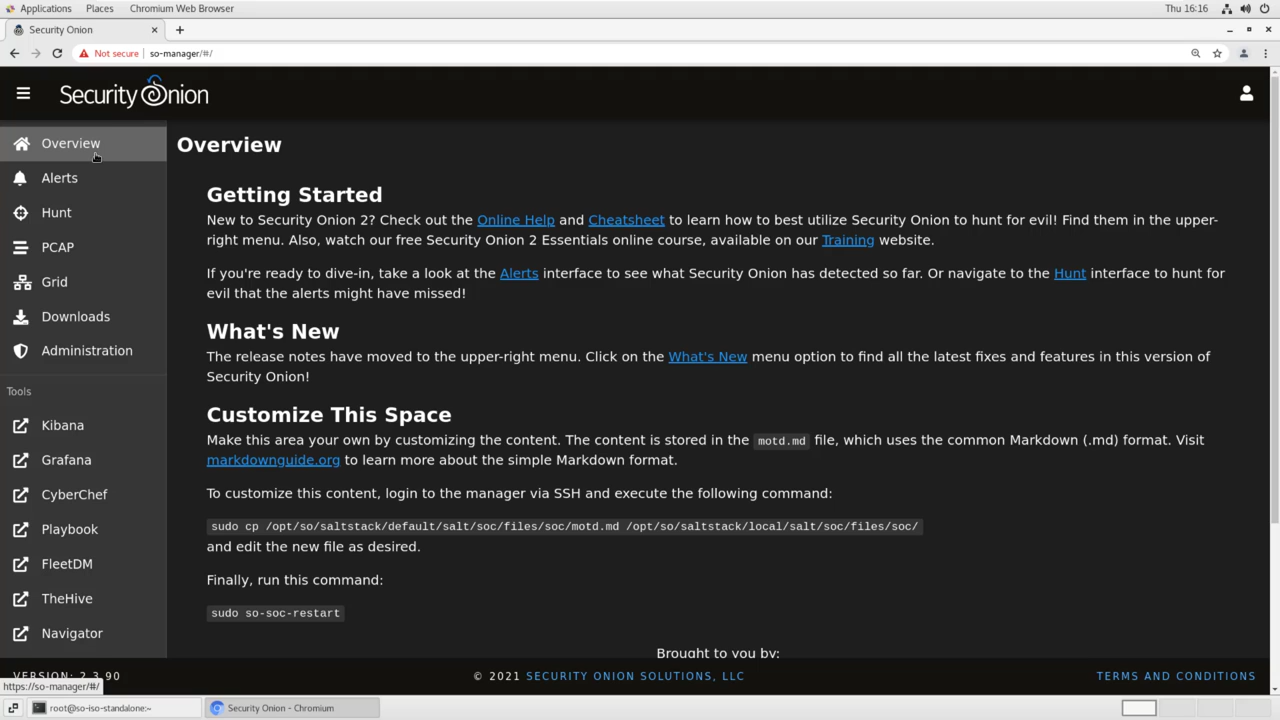 Applications Places Chromium Web Browser Thu 16:16
Security Onion
Not secure so-manager/#/
Security Onion
Overview
Alerts
Hunt
PCAP
Grid
Downloads
Administration
Tools
Kibana
Grafana
CyberChef
Playbook
FleetDM
TheHive
Navigator
Overview
Getting Started
New to Security Onion 2? Check out the Online Help and Cheatsheet to learn how to best utilize Security Onion to hunt for evil! Find them in the upper-
right menu. Also, watch our free Security Onion 2 Essentials online course, available on our Training website.
If you're ready to dive-in, take a look at the Alerts interface to see what Security Onion has detected so far. Or navigate to the Hunt interface to hunt for
evil that the alerts might have missed!
What's New
The release notes have moved to the upper-right menu. Click on the What's New menu option to find all the latest fixes and features in this version of
Security Onion!
Customize This Space
Make this area your own by customizing the content. The content is stored in the motd.md file, which uses the common Markdown (.md) format. Visit
markdownguide.org to learn more about the simple Markdown format.
To customize this content, login to the manager via SSH and execute the following command:
sudo cp /opt/so/saltstack/default/salt/soc/files/soc/motd.md /opt/so/saltstack/local/salt/soc/files/soc/
and edit the new file as desired.
Finally, run this command:
sudo so-soc-restart
Brought to you by:
VERSION: 2.3.90 © 2021 SECURITY ONION SOLUTIONS, LLC TERMS AND CONDITIONS
https://so-manager/#/
root@so-iso-standalone:~ Security Onion - Chromium